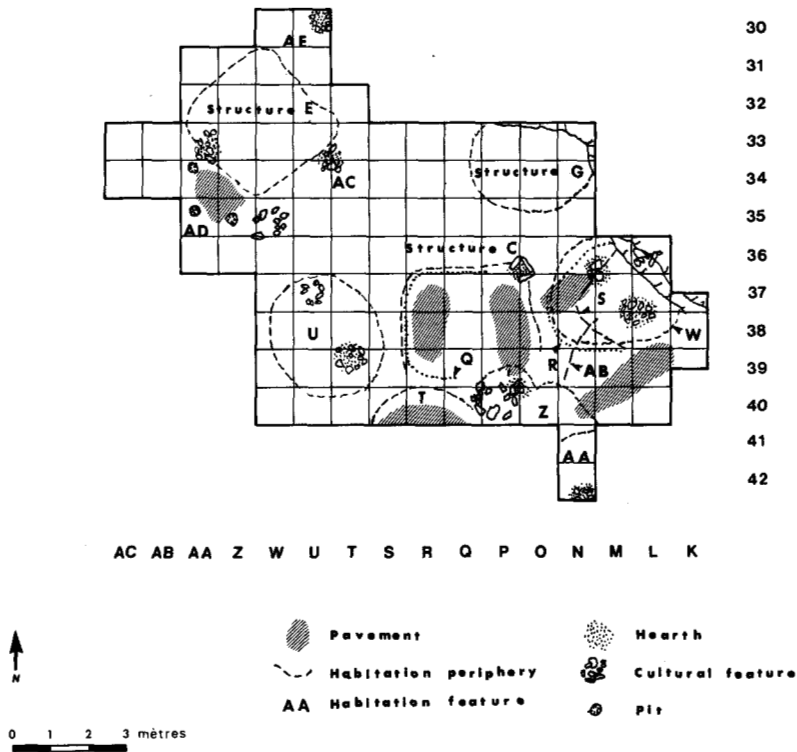 30
AE
31
32
Structure E
33
34
Structure G
AC
35
AD
36
Structure C
37
S
38
U
W
Q
R
AB
39
T
Z
40
41
AA
42
AC AB AA Z W U T S R Q P O N M L K
Pavement
Hearth
Habitation periphery
Cultural feature
AA Habitation feature
Pit
N
0 1 2 3 mètres